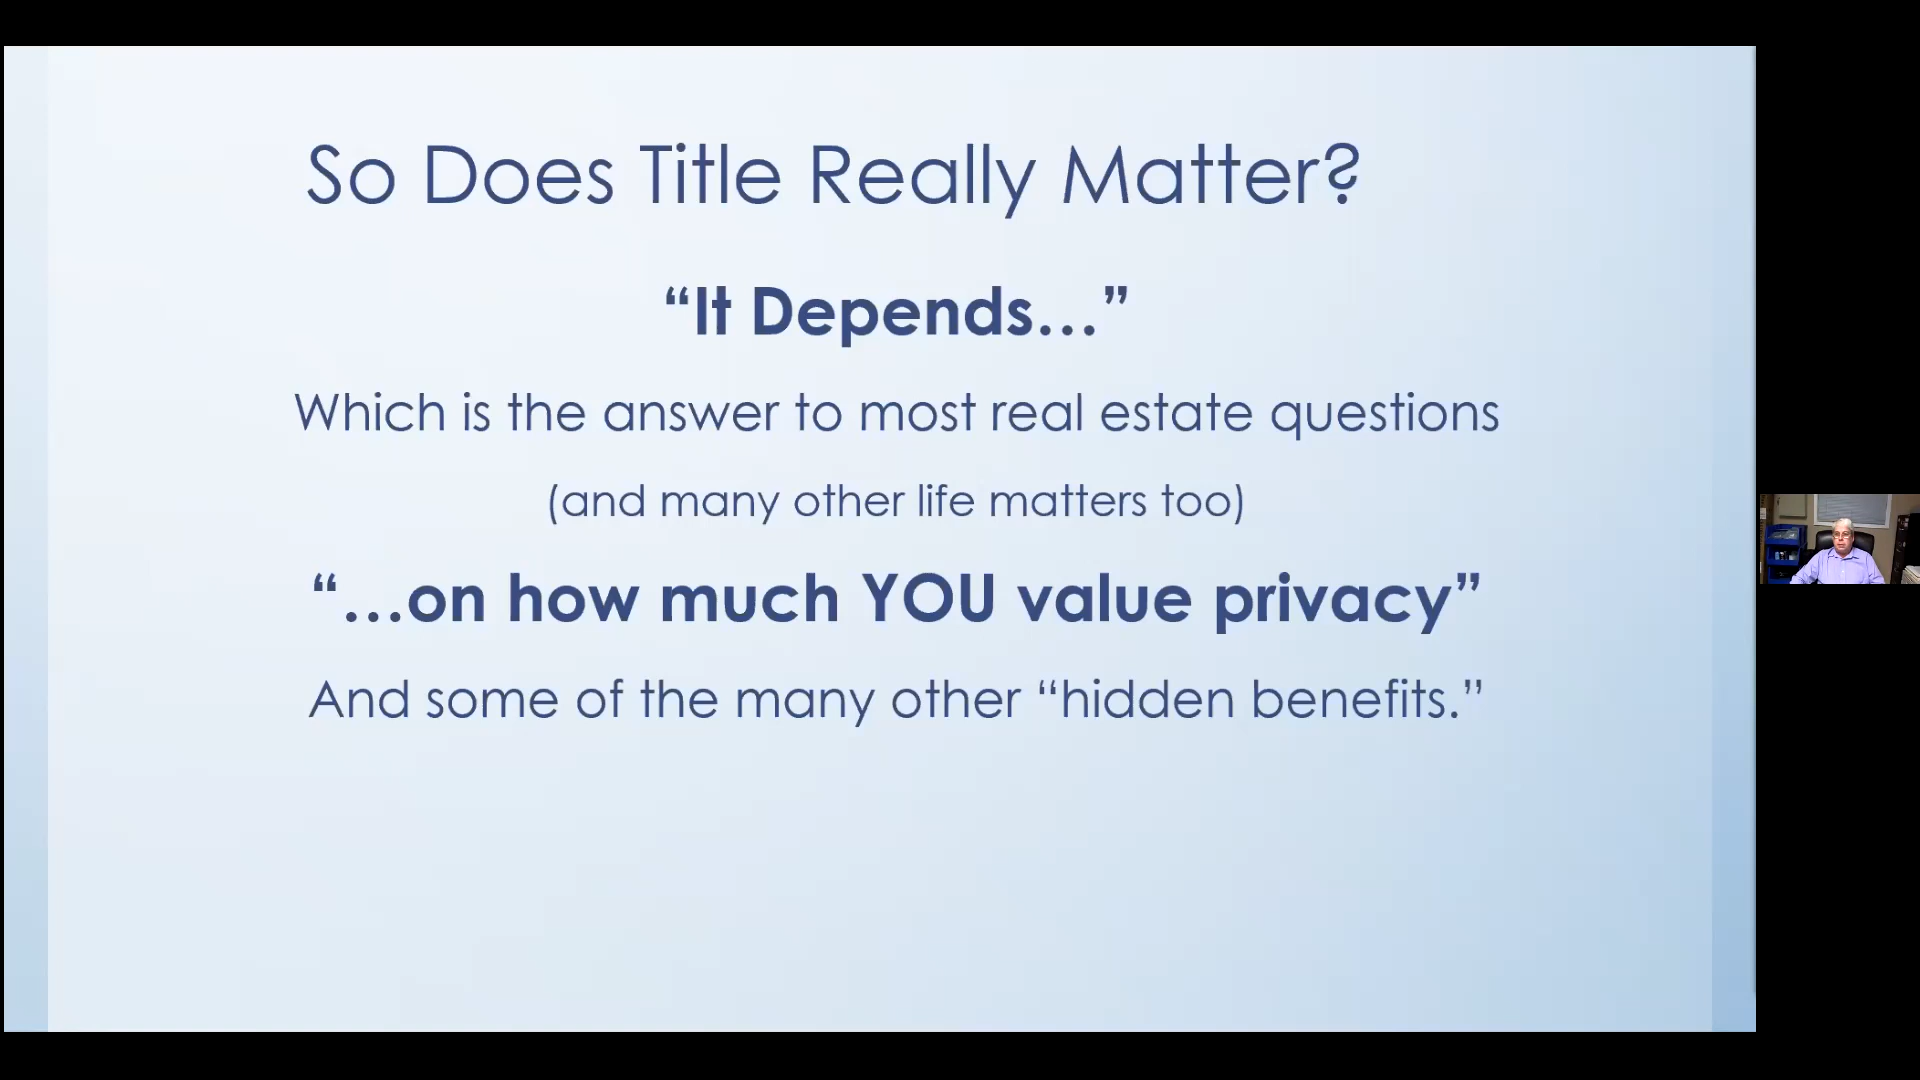 So Does Title Really Matter?
“It Depends…”
Which is the answer to most real estate questions
(and many other life matters too)
“…on how much YOU value privacy”
And some of the many other “hidden benefits.”